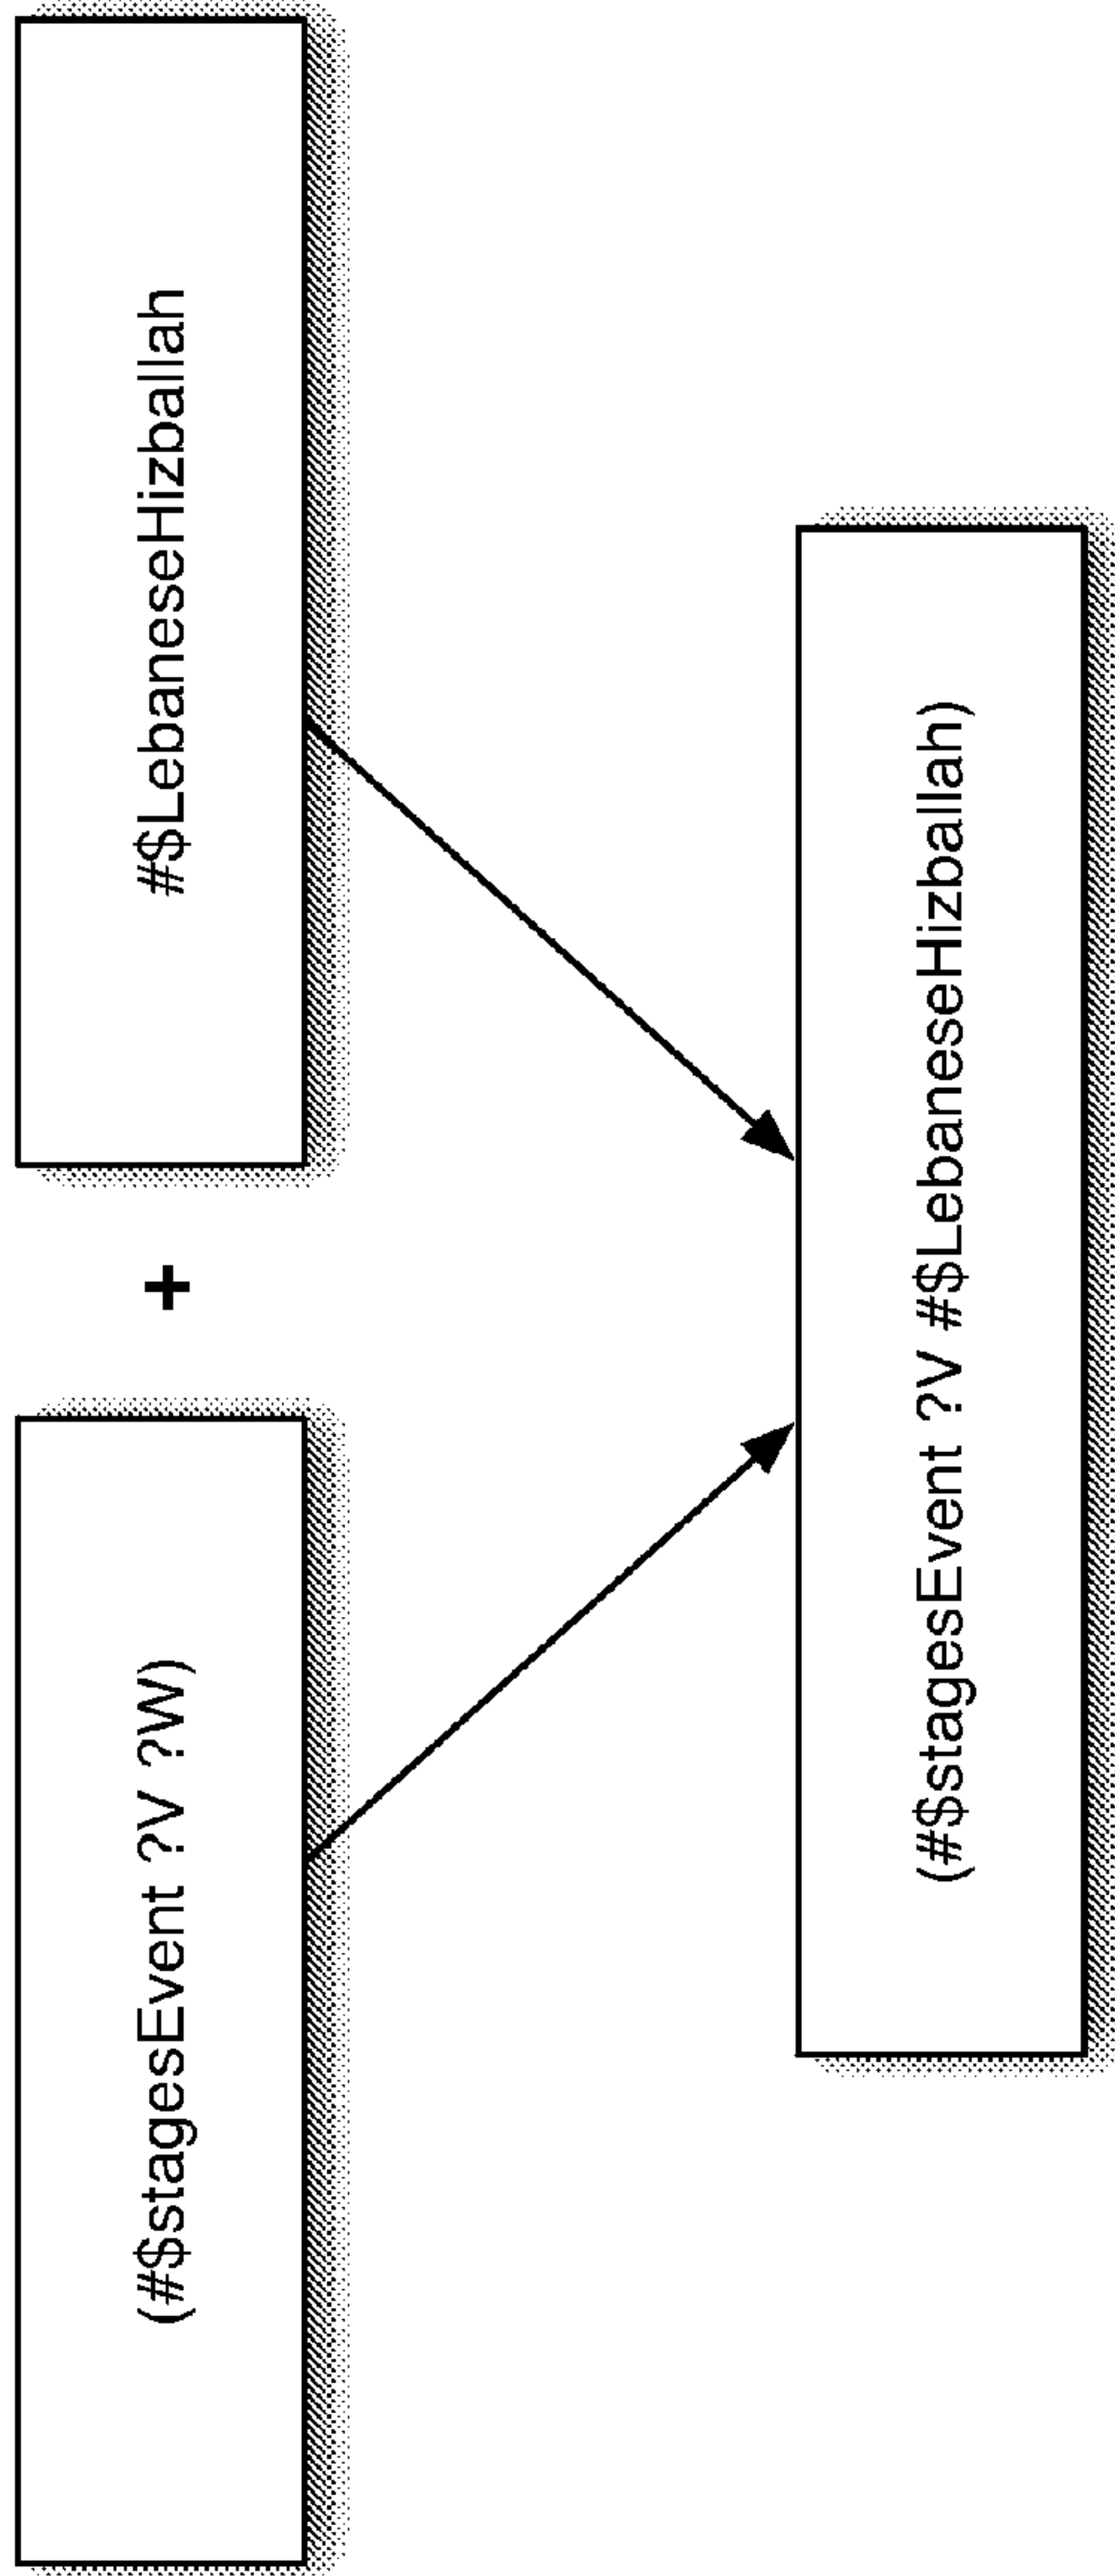 (#$stagesEvent ?V ?W)
+
#$LebaneseHizballah
(#$stagesEvent ?V #$LebaneseHizballah)